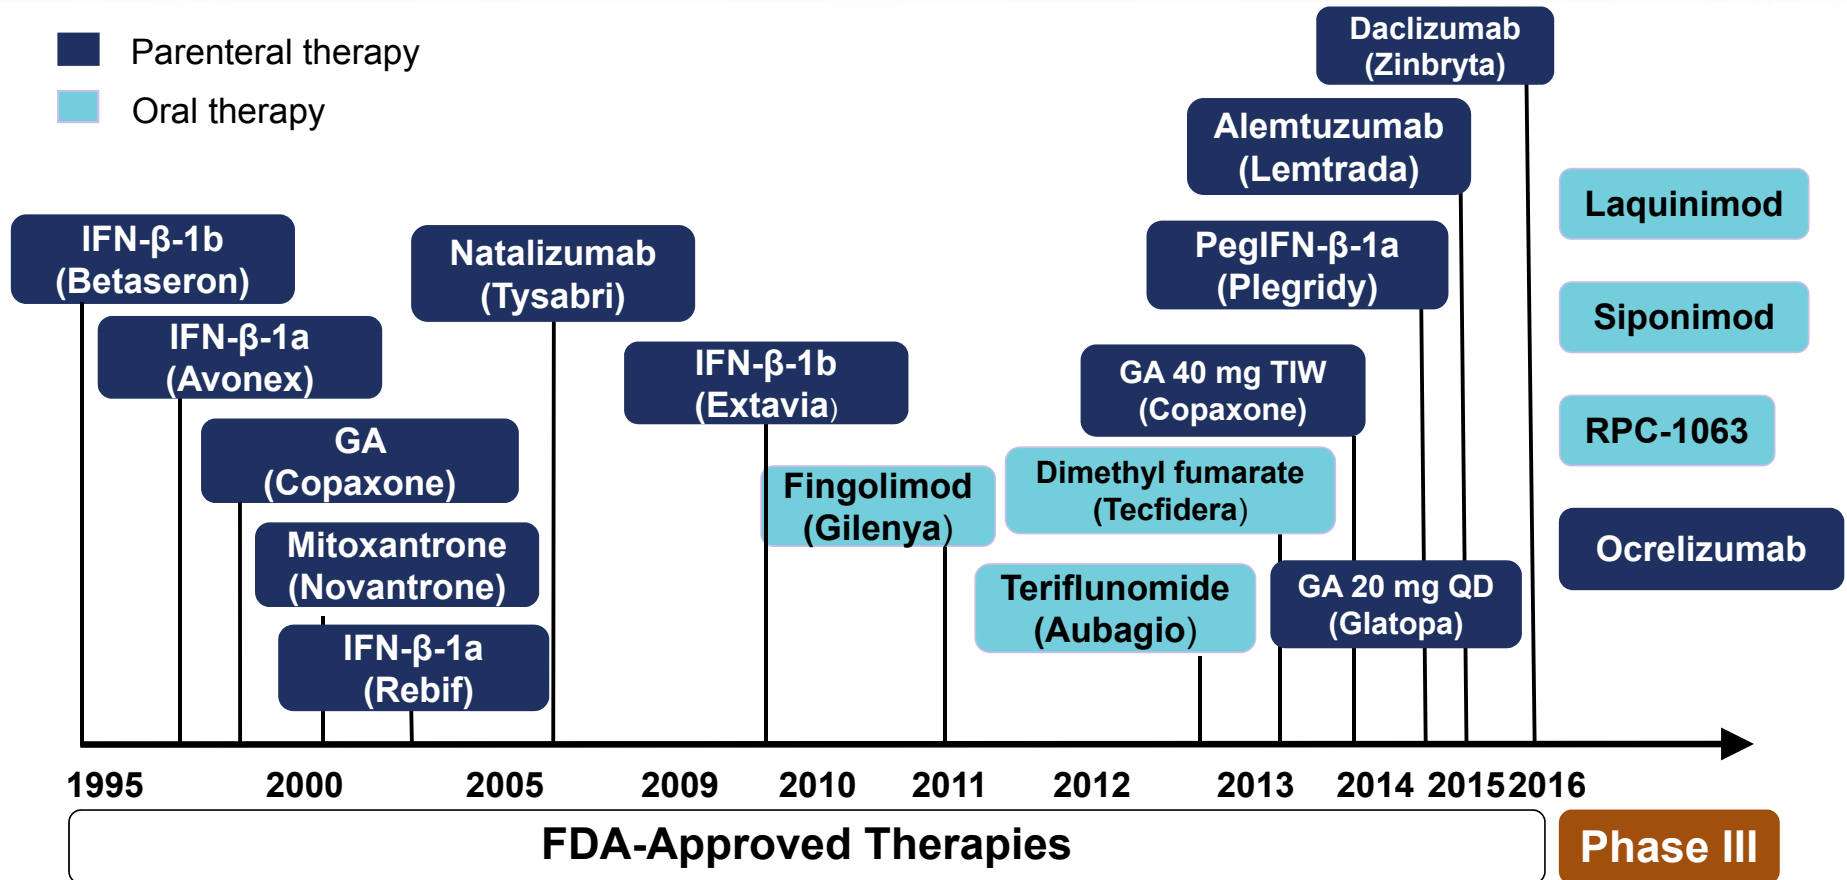 Parenteral therapy
Oral therapy
Daclizumab
(Zinbryta)
Alemtuzumab
(Lemtrada)
Laquinimod
IFN-β-1b
(Betaseron)
Natalizumab
(Tysabri)
PegIFN-β-1a
(Plegridy)
Siponimod
IFN-β-1a
(Avonex)
IFN-β-1b
(Extavia)
GA 40 mg TIW
(Copaxone)
RPC-1063
GA
(Copaxone)
Fingolimod
(Gilenya)
Dimethyl fumarate
(Tecfidera)
Mitoxantrone
(Novantrone)
Ocrelizumab
Teriflunomide
(Aubagio)
GA 20 mg QD
(Glatopa)
IFN-β-1a
(Rebif)
1995 2000 2005 2009 2010 2011 2012 2013 2014 2015 2016
FDA-Approved Therapies
Phase III